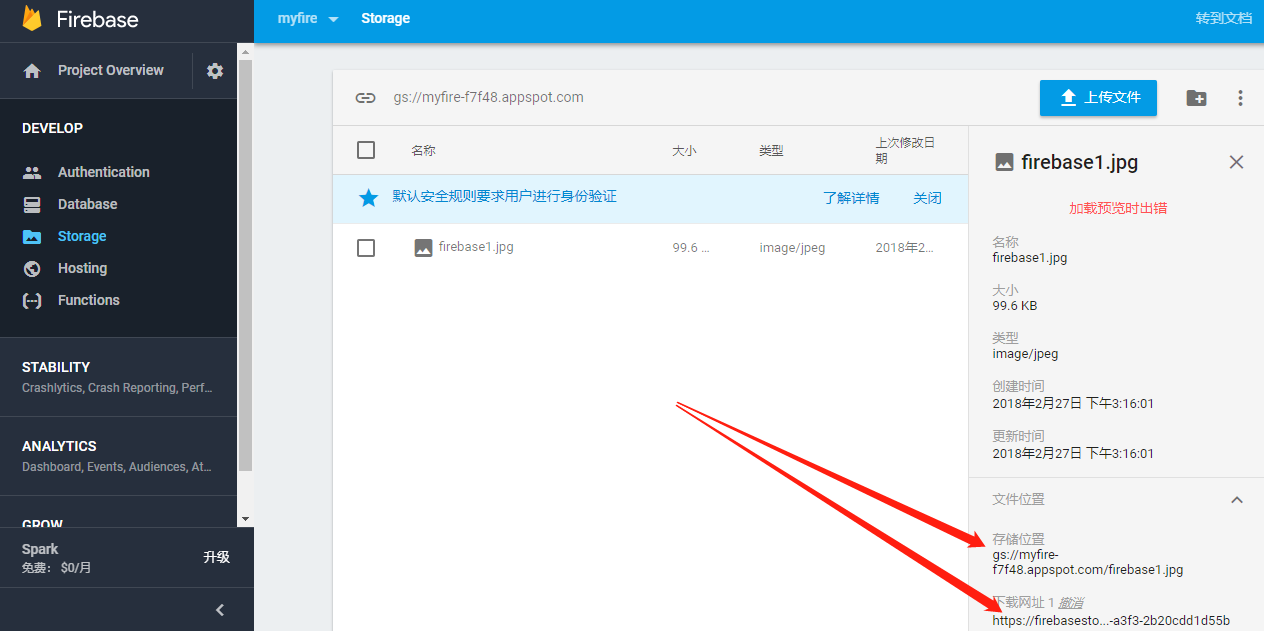 Firebase
myfire
Storage
转到文档
Project Overview
DEVELOP
Authentication
Database
Storage
Hosting
Functions
STABILITY
Crashlytics, Crash Reporting, Perf...
ANALYTICS
Dashboard, Events, Audiences, At...
GROW
Spark
免费： $0/月
升级
gs://myfire-f7f48.appspot.com
上传文件
名称
大小
类型
上次修改日
期
默认安全规则要求用户进行身份验证
了解详情
关闭
firebase1.jpg
99.6 ...
image/jpeg
2018年2...
firebase1.jpg
加载预览时出错
名称
firebase1.jpg
大小
99.6 KB
类型
image/jpeg
创建时间
2018年2月27日 下午3:16:01
更新时间
2018年2月27日 下午3:16:01
文件位置
存储位置
gs://myfire-
f7f48.appspot.com/firebase1.jpg
下载网址 1 撤消
https://firebasesto...-a3f3-2b20cdd1d55b